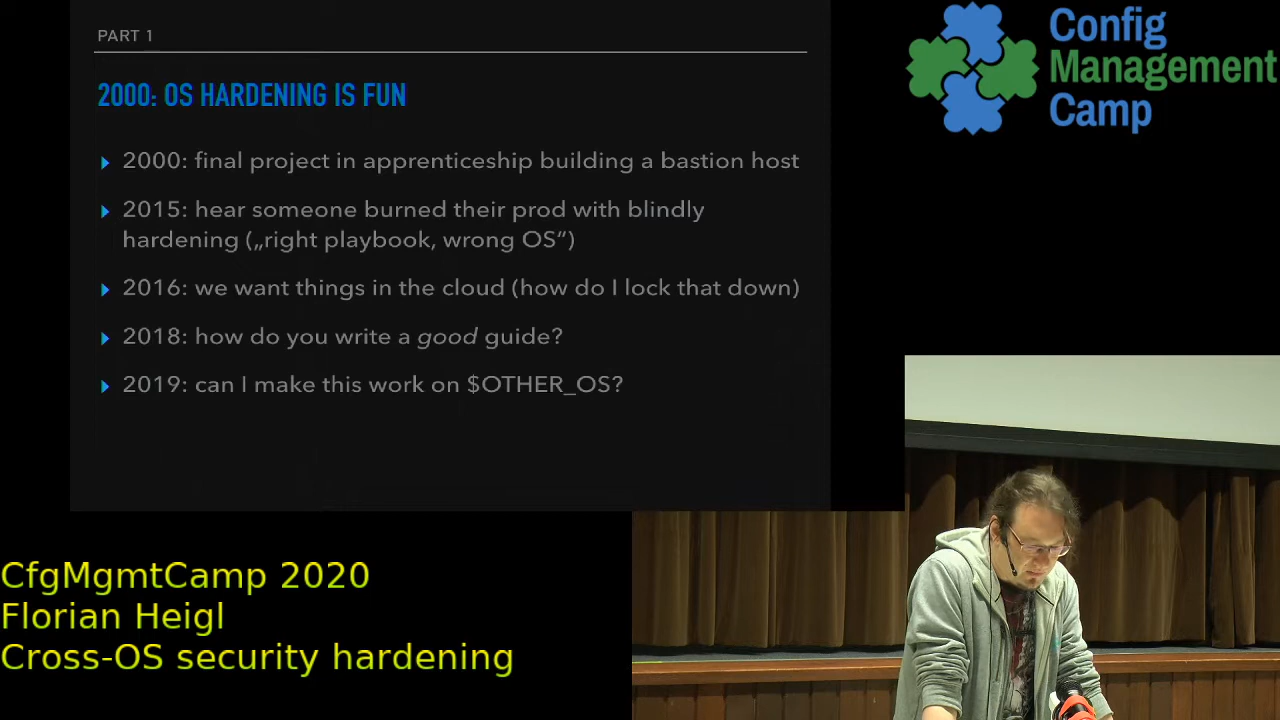 PART 1
2000: OS HARDENING IS FUN
2000: final project in apprenticeship building a bastion host
2015: hear someone burned their prod with blindly
hardening („right playbook, wrong OS“)
2016: we want things in the cloud (how do I lock that down)
2018: how do you write a good guide?
2019: can I make this work on $OTHER_OS?
Config
Management
Camp
CfgMgmtCamp 2020
Florian Heigl
Cross-OS security hardening